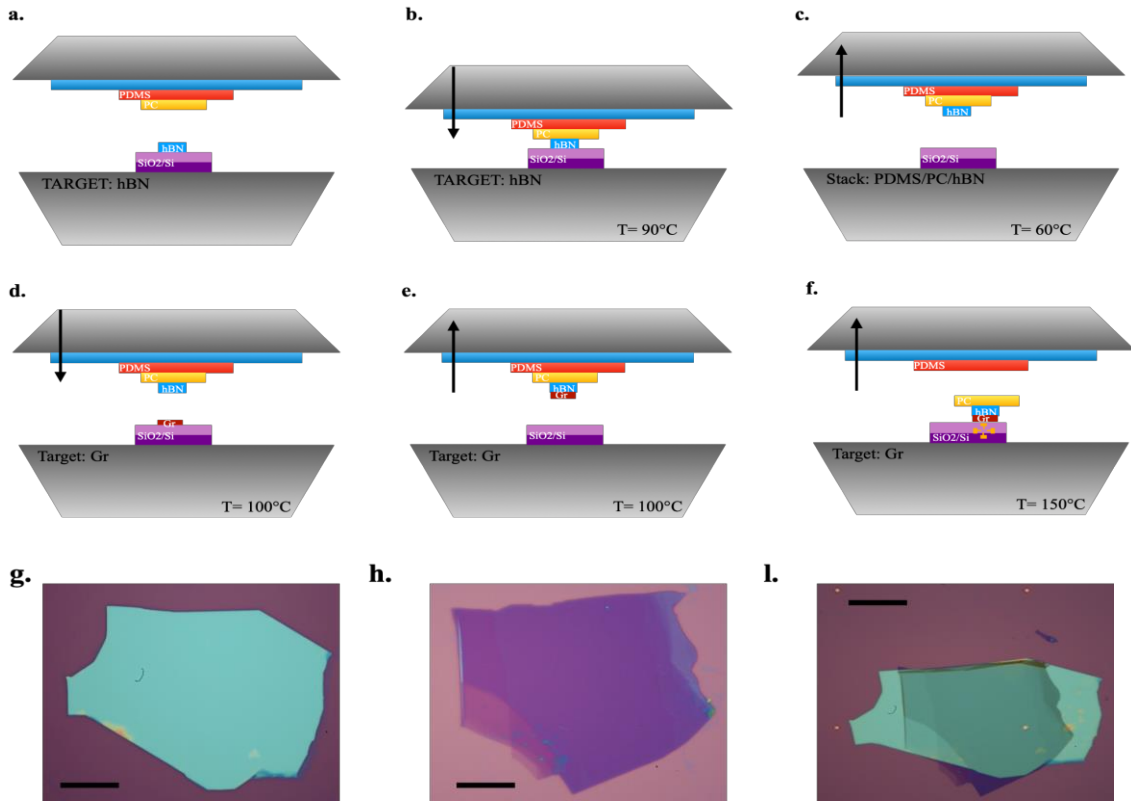 a.
b.
c.
PDMS
PC
hBN
SiO2/Si
TARGET: hBN
PDMS
PC
hBN
SiO2/Si
TARGET: hBN
T= 90°C
PDMS
PC
hBN
SiO2/Si
Stack: PDMS/PC/hBN
T= 60°C
d.
e.
f.
PDMS
PC
hBN
Gr
SiO2/Si
Target: Gr
T= 100°C
PDMS
PC
hBN
Gr
SiO2/Si
Target: Gr
T= 100°C
PDMS
PC
hBN
Gr
SiO2/Si
Target: Gr
T= 150°C
g.
h.
l.